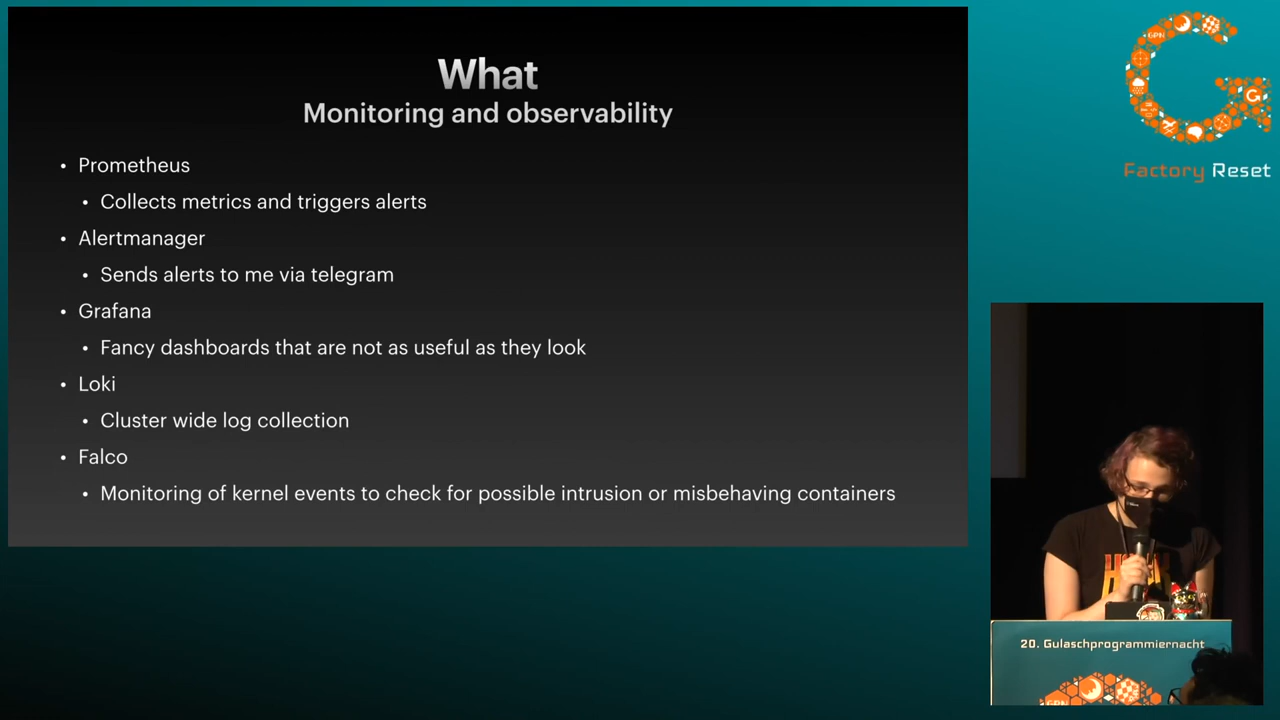 What
Monitoring and observability
• Prometheus
• Collects metrics and triggers alerts
• Alertmanager
• Sends alerts to me via telegram
• Grafana
• Fancy dashboards that are not as useful as they look
• Loki
• Cluster wide log collection
• Falco
• Monitoring of kernel events to check for possible intrusion or misbehaving containers
GPN
G
Factory Reset
20. Gulaschprogrammiernacht